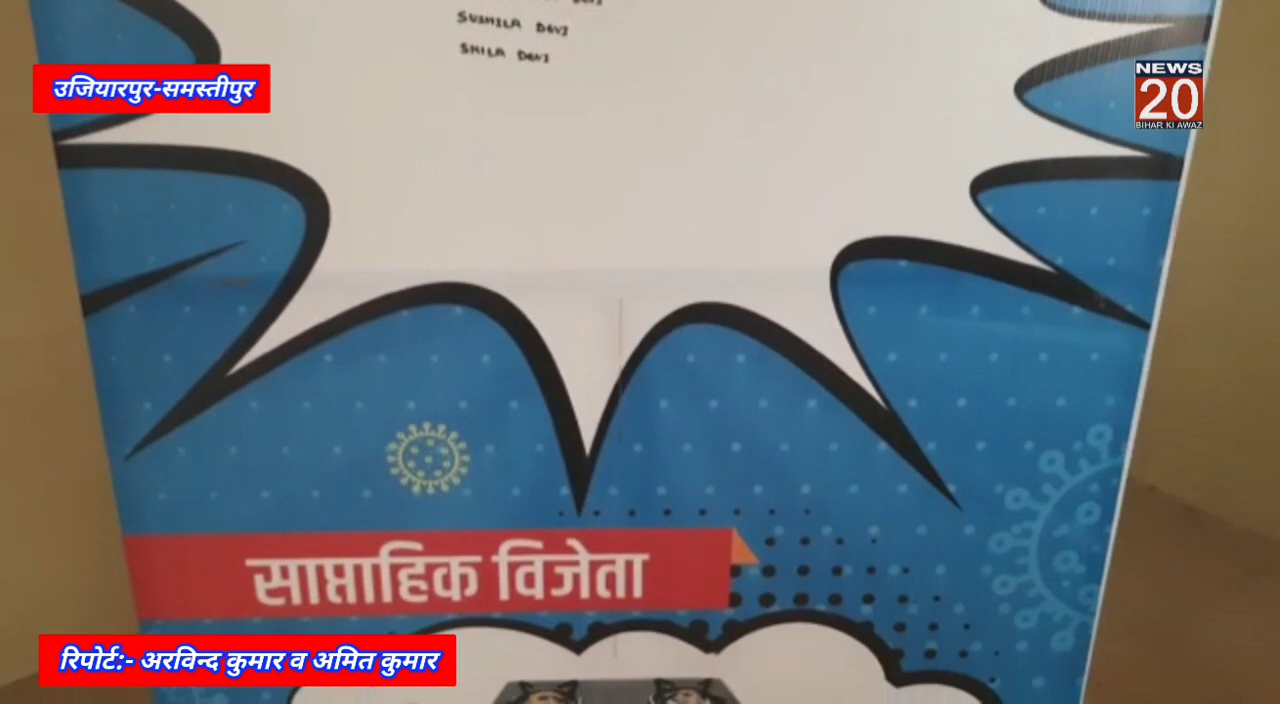 SUSHILA DEVI
SHILA DEVI
उजियारपुर-समस्तीपुर
NEWS
20
BIHAR KI AWAZ
साप्ताहिक विजेता
रिपोर्ट:- अरविन्द कुमार व अमित कुमार